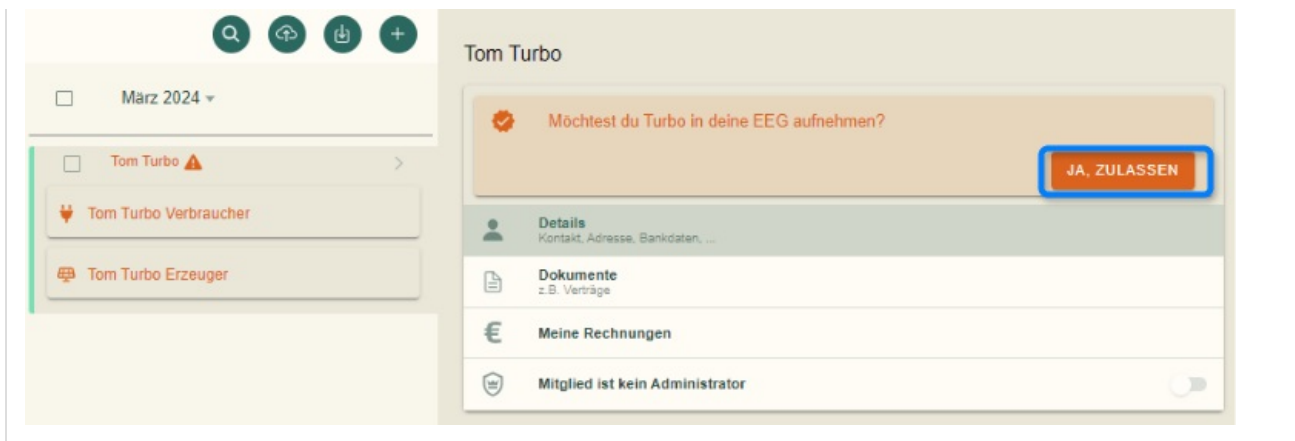 März 2024
Tom Turbo
Tom Turbo Verbraucher
Tom Turbo Erzeuger
Tom Turbo
Möchtest du Turbo in deine EEG aufnehmen?
JA, ZULASSEN
Details
Kontakt, Adresse, Bankdaten, ...
Dokumente
z.B. Verträge
Meine Rechnungen
Mitglied ist kein Administrator